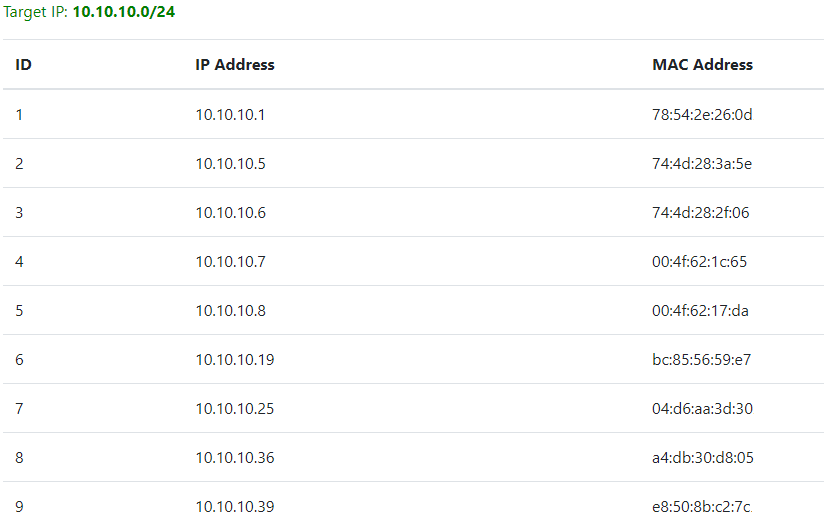 Target IP: 10.10.10.0/24
ID IP Address MAC Address
1 10.10.10.1 78:54:2e:26:0d
2 10.10.10.5 74:4d:28:3a:5e
3 10.10.10.6 74:4d:28:2f:06
4 10.10.10.7 00:4f:62:1c:65
5 10.10.10.8 00:4f:62:17:da
6 10.10.10.19 bc:85:56:59:e7
7 10.10.10.25 04:d6:aa:3d:30
8 10.10.10.36 a4:db:30:d8:05
9 10.10.10.39 e8:50:8b:c2:7c